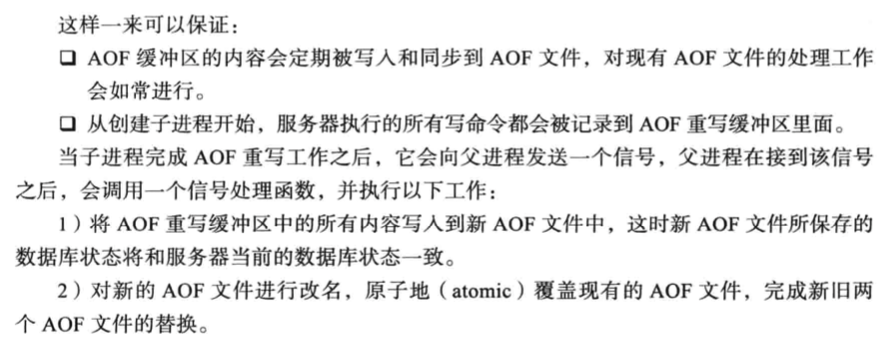 这样一来可以保证：
❑ AOF 缓冲区的内容会定期被写入和同步到 AOF 文件，对现有 AOF 文件的处理工作
会如常进行。
❑ 从创建子进程开始，服务器执行的所有写命令都会被记录到 AOF 重写缓冲区里面。
当子进程完成 AOF 重写工作之后，它会向父进程发送一个信号，父进程在接到该信号
之后，会调用一个信号处理函数，并执行以下工作：
1）将 AOF 重写缓冲区中的所有内容写入到新 AOF 文件中，这时新 AOF 文件所保存的
数据库状态将和服务器当前的数据库状态一致。
2）对新的 AOF 文件进行改名，原子地（atomic）覆盖现有的 AOF 文件，完成新旧两
个 AOF 文件的替换。